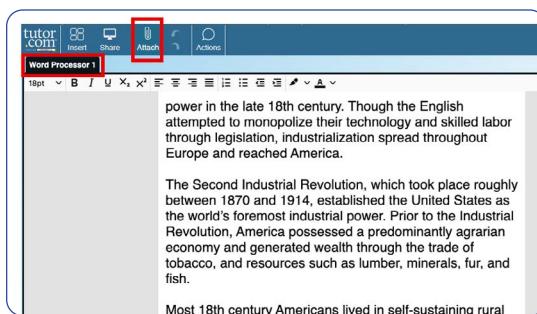 tutor
.com
Insert
Share
Attach
Actions
Word Processor 1
18pt B I U X₂ X² A
power in the late 18th century. Though the English
attempted to monopolize their technology and skilled labor
through legislation, industrialization spread throughout
Europe and reached America.
The Second Industrial Revolution, which took place roughly
between 1870 and 1914, established the United States as
the world's foremost industrial power. Prior to the Industrial
Revolution, America possessed a predominantly agrarian
economy and generated wealth through the trade of
tobacco, and resources such as lumber, minerals, fur, and
fish.
Most 18th century Americans lived in self-sustaining rural